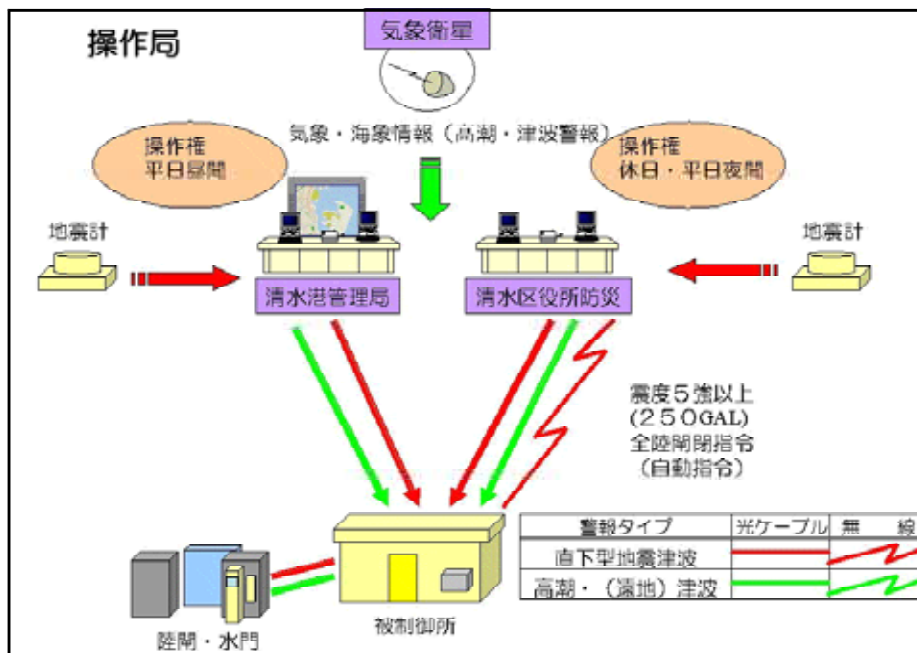 操作局
気象衛星
気象・海象情報（高潮・津波警報）
操作権
平日昼間
操作権
休日・平日夜間
地震計
地震計
清水港管理局
清水区役所防災
震度５強以上
(２５０GAL)
全陸閘閉指令
（自動指令）
警報タイプ 光ケーブル 無 線
直下型地震津波
高潮・（遠地）津波
被制御所
陸閘・水門